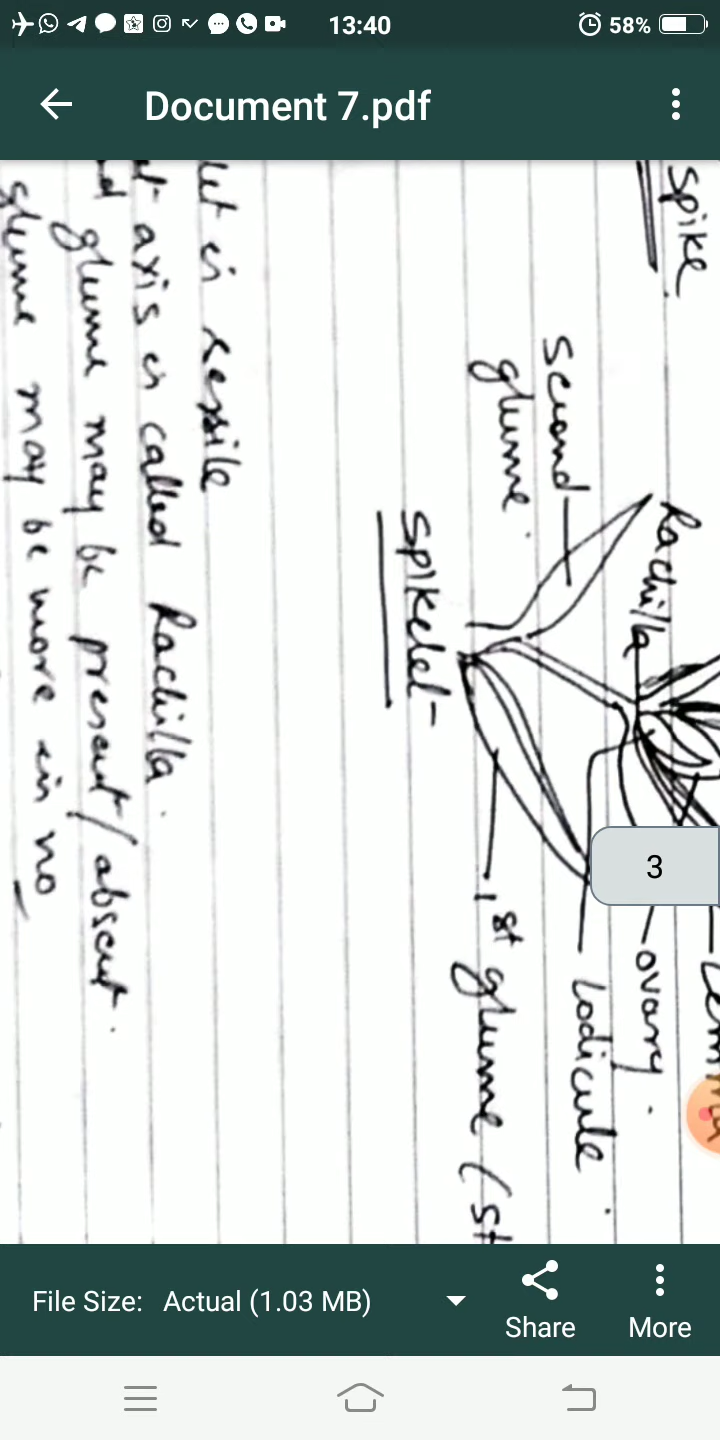 13:40
58%
Document 7.pdf
Spike.
Rachilla
Second
glume
Lemma
ovary.
Lodicule
1st glume (st
Spikelet
let is sessile
axis is called Rachilla.
glume may be present/absent.
glume may be more in no
3
File Size: Actual (1.03 MB)
Share
More